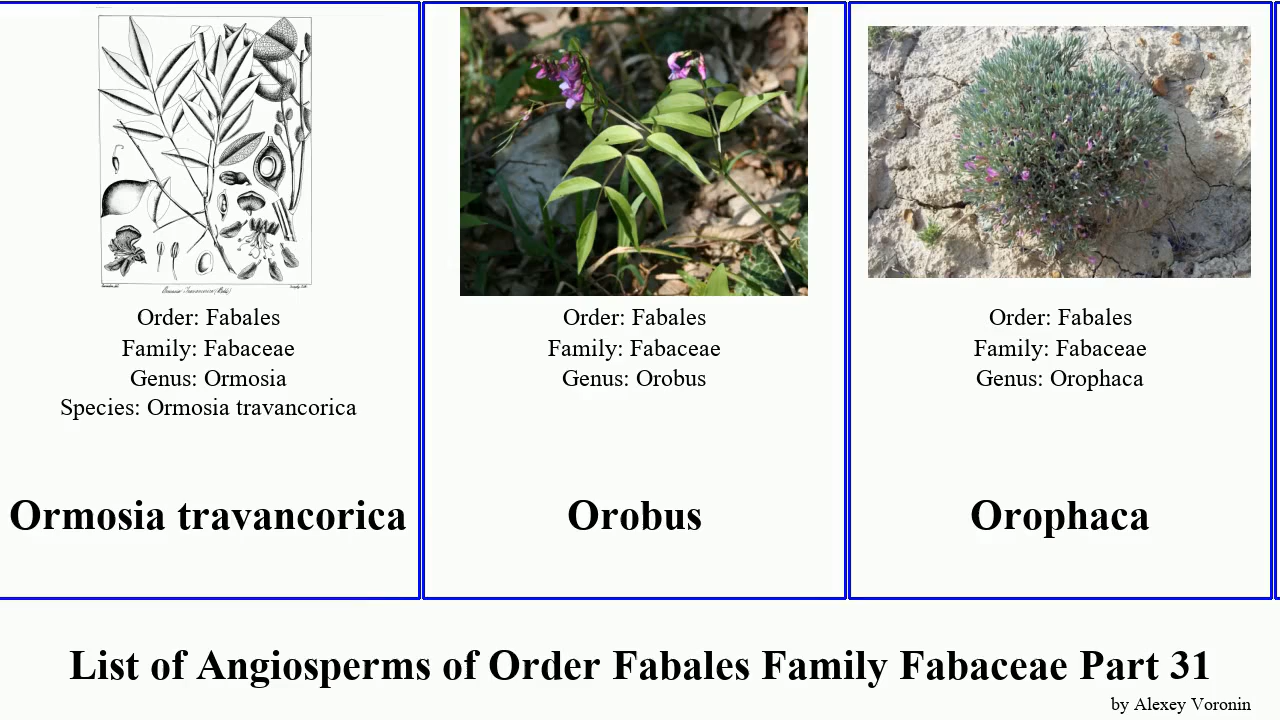 Order: Fabales
Family: Fabaceae
Genus: Ormosia
Species: Ormosia travancorica
Ormosia travancorica
Order: Fabales
Family: Fabaceae
Genus: Orobus
Orobus
Order: Fabales
Family: Fabaceae
Genus: Orophaca
Orophaca
List of Angiosperms of Order Fabales Family Fabaceae Part 31
by Alexey Voronin